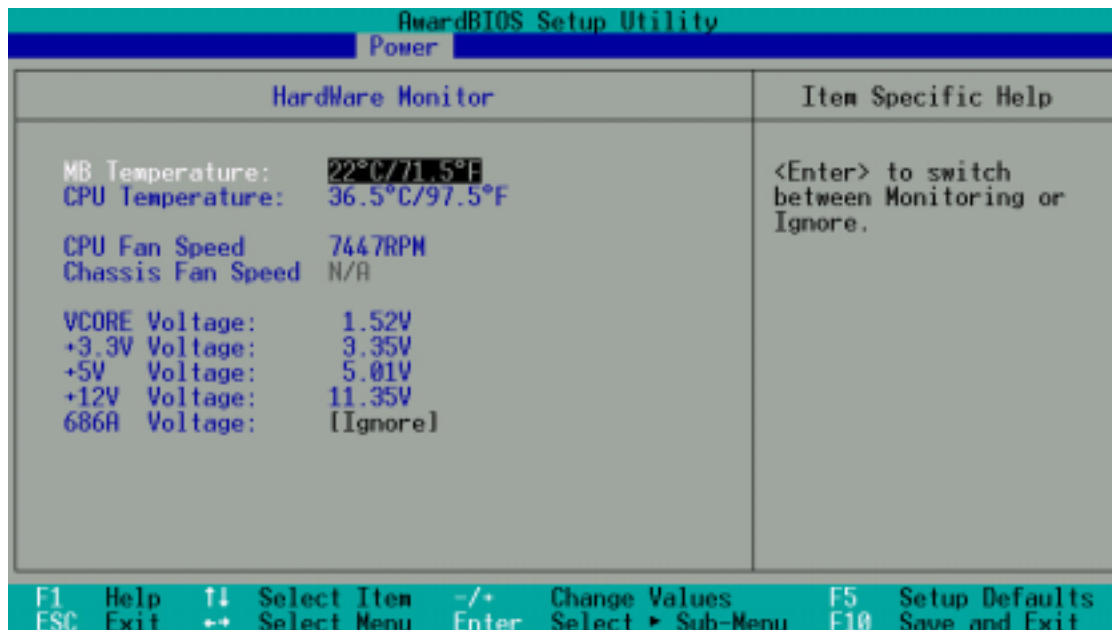 AwardBIOS Setup Utility
Power
HardWare Monitor
Item Specific Help
MB Temperature: 22°C/71.5°F
CPU Temperature: 36.5°C/97.5°F
CPU Fan Speed 7447RPM
Chassis Fan Speed N/A
VCORE Voltage: 1.52V
+3.3V Voltage: 3.35V
+5V Voltage: 5.01V
+12V Voltage: 11.35V
686A Voltage: [Ignore]
<Enter> to switch
between Monitoring or
Ignore.
F1 Help ↑↓ Select Item -/+ Change Values F5 Setup Defaults
ESC Exit ←→ Select Menu Enter Select ► Sub-Menu F10 Save and Exit